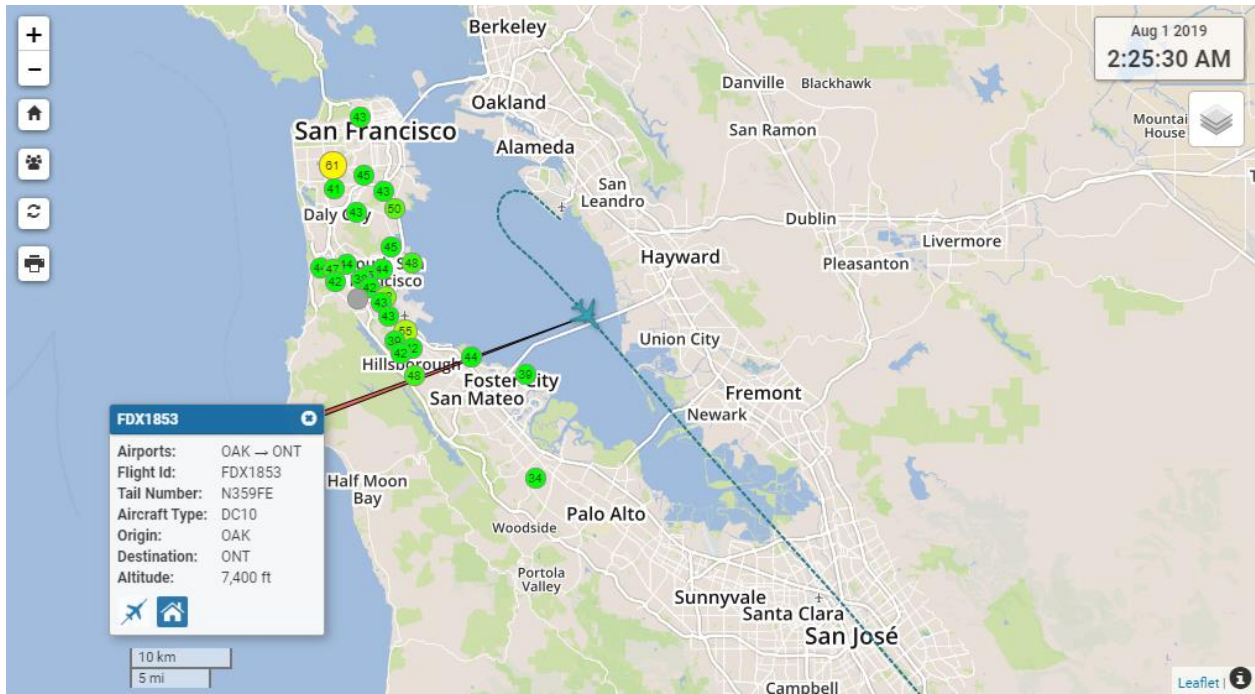 +
−
Aug 1 2019
2:25:30 AM
Berkeley
Danville
Blackhawk
Oakland
San Francisco
43
San Ramon
Mountai
House
Alameda
61
45
41
43
San
Leandro
43
50
Daly City
Dublin
Livermore
45
Hayward
Pleasanton
48
47
44
42
42
43
43
55
Union City
39
42
44
Hillsborough
48
39
Foster City
San Mateo
Fremont
Newark
FDX1853
Airports: OAK → ONT
Flight Id: FDX1853
Tail Number: N359FE
Aircraft Type: DC10
Origin: OAK
Destination: ONT
Altitude: 7,400 ft
Half Moon
Bay
34
Palo Alto
Woodside
Portola
Valley
Sunnyvale
Santa Clara
San José
Campbell
10 km
5 mi
Leaflet |